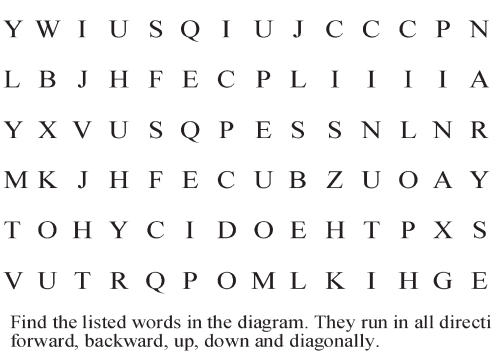 Y W I U S Q I U J C C C P N
L B J H F E C P L I I I I A
Y X V U S Q P E S S N L N R
M K J H F E C U B Z U O A Y
T O H Y C I D O E H T P X S
V U T R Q P O M L K I H G E
Find the listed words in the diagram. They run in all directi
forward, backward, up, down and diagonally.